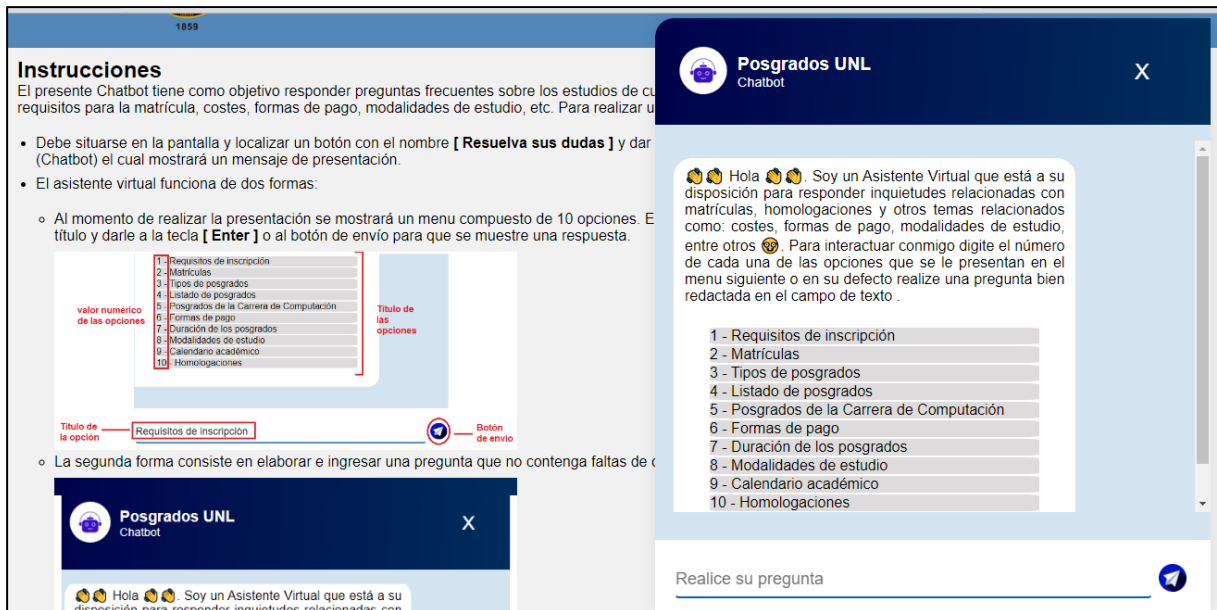 1859
Instrucciones
El presente Chatbot tiene como objetivo responder preguntas frecuentes sobre los estudios de cu
requisitos para la matrícula, costes, formas de pago, modalidades de estudio, etc. Para realizar u
• Debe situarse en la pantalla y localizar un botón con el nombre [ Resuelva sus dudas ] y dar
(Chatbot) el cual mostrará un mensaje de presentación.
• El asistente virtual funciona de dos formas:
Al momento de realizar la presentación se mostrará un menu compuesto de 10 opciones. E
título y darle a la tecla [ Enter ] o al botón de envío para que se muestre una respuesta.
valor numérico
de las opciones
1 - Requisitos de inscripción
2 - Matrículas
3 - Tipos de posgrados
4 - Listado de posgrados
5 - Posgrados de la Carrera de Computación
6 - Formas de pago
7 - Duración de los posgrados
8 - Modalidades de estudio
9 - Calendario académico
10 - Homologaciones
Título de
las
opciones
Título de
la opción
Requisitos de inscripción
Botón
de envio
La segunda forma consiste en elaborar e ingresar una pregunta que no contenga faltas de
Posgrados UNL
Chatbot
X
👏👏 Hola 👏👏. Soy un Asistente Virtual que está a su
disposición para responder inquietudes relacionadas con
Posgrados UNL
Chatbot
X
👏👏 Hola 👏👏. Soy un Asistente Virtual que está a su
disposición para responder inquietudes relacionadas con
matrículas, homologaciones y otros temas relacionados
como: costes, formas de pago, modalidades de estudio,
entre otros 🤓. Para interactuar conmigo digite el número
de cada una de las opciones que se le presentan en el
menu siguiente o en su defecto realize una pregunta bien
redactada en el campo de texto .
1 - Requisitos de inscripción
2 - Matrículas
3 - Tipos de posgrados
4 - Listado de posgrados
5 - Posgrados de la Carrera de Computación
6 - Formas de pago
7 - Duración de los posgrados
8 - Modalidades de estudio
9 - Calendario académico
10 - Homologaciones
Realice su pregunta